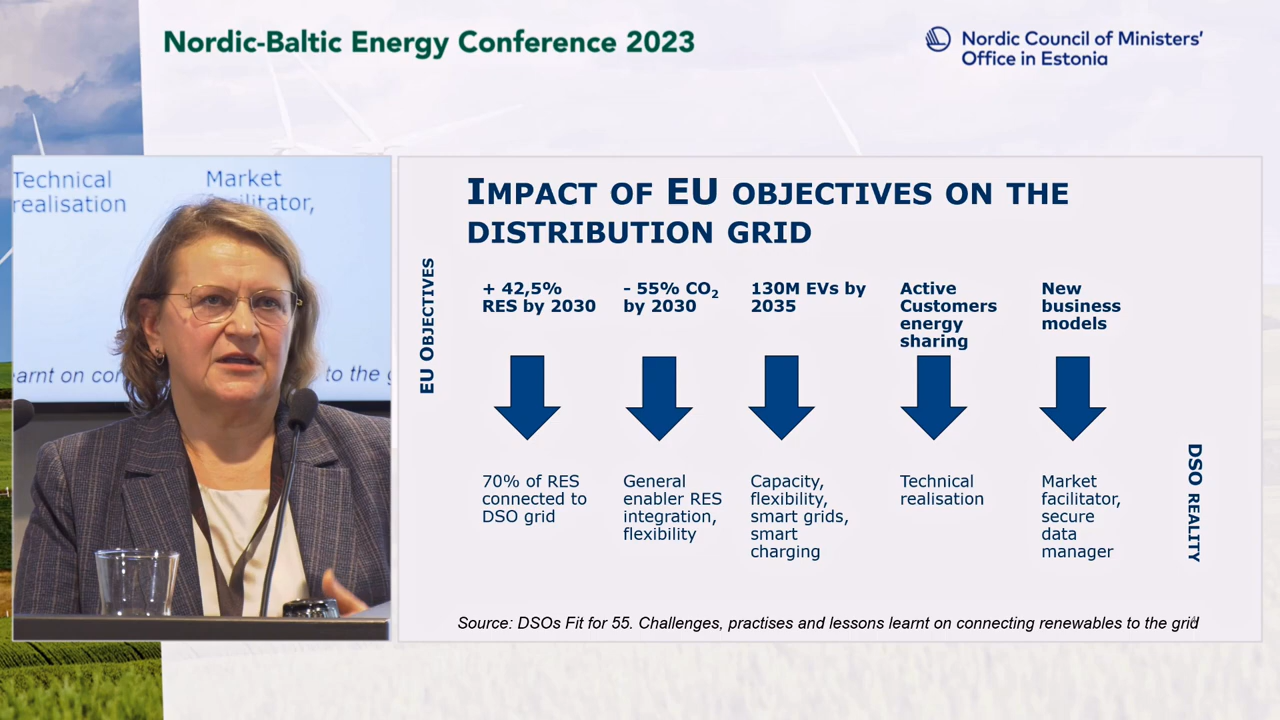 Nordic-Baltic Energy Conference 2023
Nordic Council of Ministers'
Office in Estonia
Technical
realisation
Market
facilitator,
learnt on
to the
IMPACT OF EU OBJECTIVES ON THE
DISTRIBUTION GRID
EU OBJECTIVES
+ 42,5%
RES by 2030
- 55% CO2
by 2030
130M EVs by
2035
Active
Customers
energy
sharing
New
business
models
70% of RES
connected to
DSO grid
General
enabler RES
integration,
flexibility
Capacity,
flexibility,
smart grids,
smart
charging
Technical
realisation
Market
facilitator,
secure
data
manager
DSO REALITY
Source: DSOs Fit for 55. Challenges, practises and lessons learnt on connecting renewables to the grid